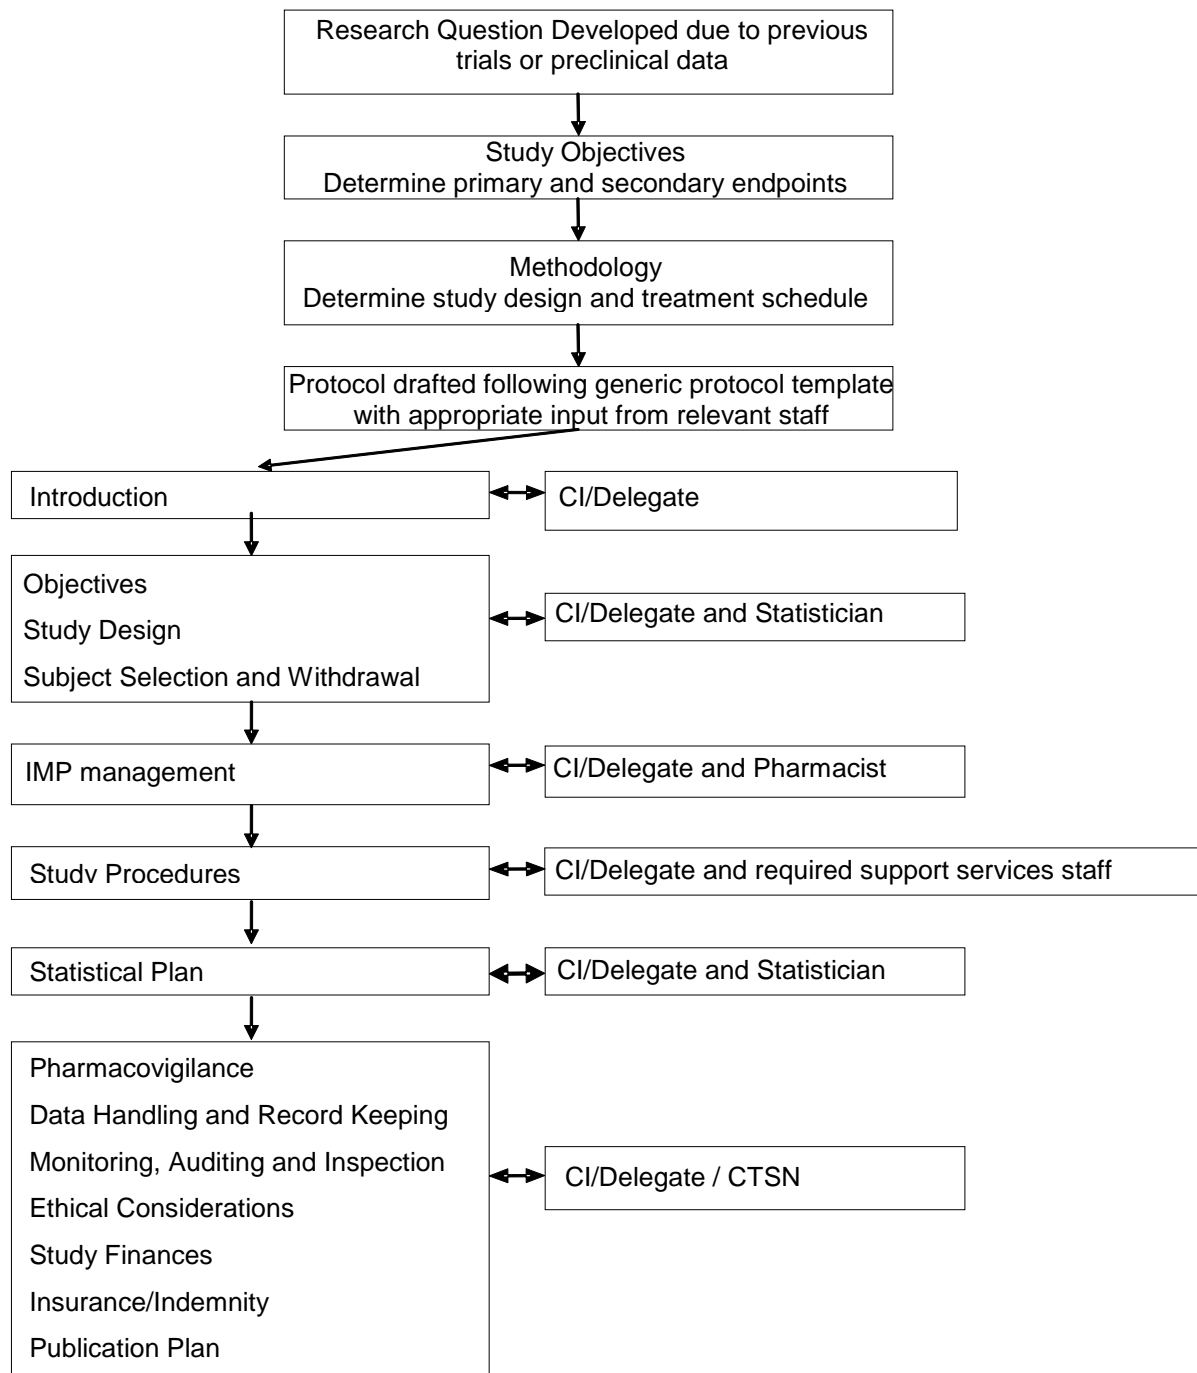 Research Question Developed due to previous
trials or preclinical data
Study Objectives
Determine primary and secondary endpoints
Methodology
Determine study design and treatment schedule
Protocol drafted following generic protocol template
with appropriate input from relevant staff
Introduction
CI/Delegate
Objectives
Study Design
Subject Selection and Withdrawal
CI/Delegate and Statistician
IMP management
CI/Delegate and Pharmacist
Study Procedures
CI/Delegate and required support services staff
Statistical Plan
CI/Delegate and Statistician
Pharmacovigilance
Data Handling and Record Keeping
Monitoring, Auditing and Inspection
Ethical Considerations
Study Finances
Insurance/Indemnity
Publication Plan
CI/Delegate / CTSN